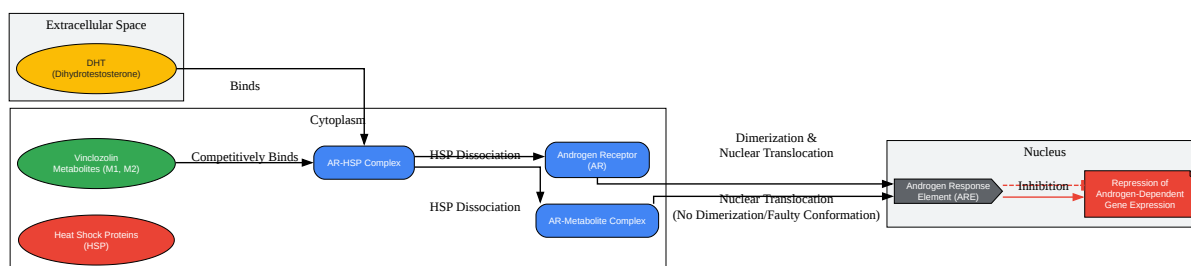 Extracellular Space
DHT
(Dihydrotestosterone)
Binds
Cytoplasm
Vinclozolin
Metabolites (M1, M2)
Competitively Binds
AR-HSP Complex
HSP Dissociation
Androgen Receptor
(AR)
HSP Dissociation
AR-Metabolite Complex
Heat Shock Proteins
(HSP)
Dimerization &
Nuclear Translocation
Nuclear Translocation
(No Dimerization/Faulty Conformation)
Nucleus
Androgen Response
Element (ARE)
Inhibition
Repression of
Androgen-Dependent
Gene Expression